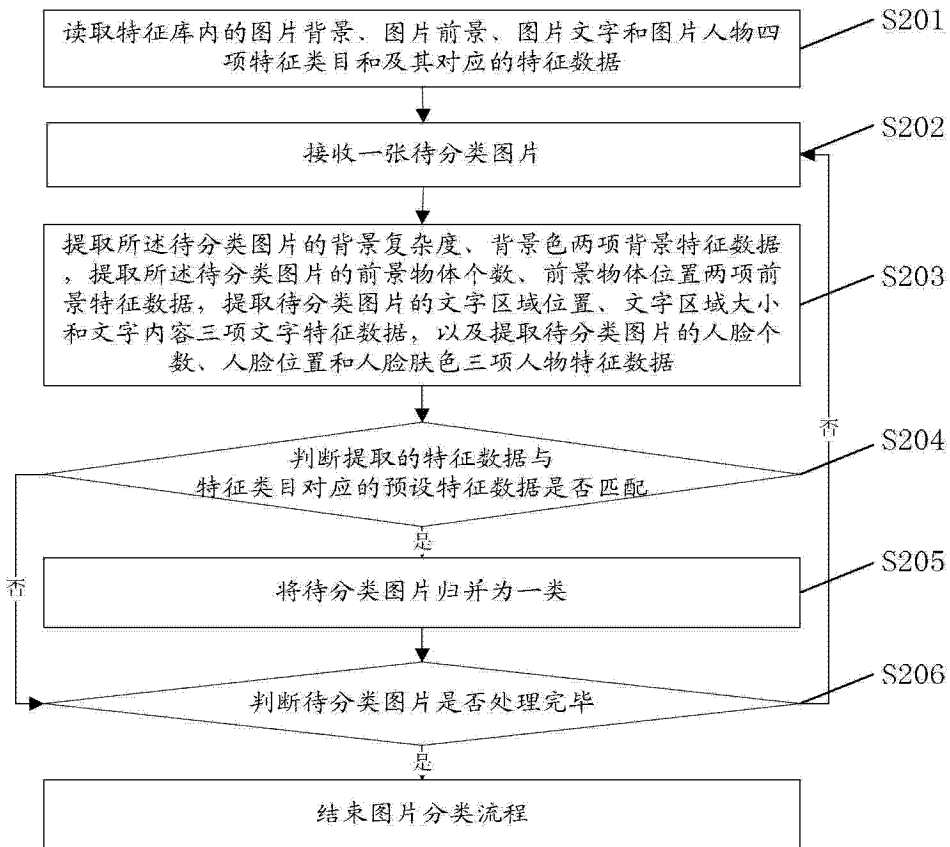 读取特征库内的图片背景、图片前景、图片文字和图片人物四
项特征类目和及其对应的特征数据
S201
接收一张待分类图片
S202
提取所述待分类图片的背景复杂度、背景色两项背景特征数据
，提取所述待分类图片的前景物体个数、前景物体位置两项前
景特征数据，提取待分类图片的文字区域位置、文字区域大小
和文字内容三项文字特征数据，以及提取待分类图片的人脸个
数、人脸位置和人脸肤色三项人物特征数据
S203
判断提取的特征数据与
特征类目对应的预设特征数据是否匹配
S204
是
否
将待分类图片归并为一类
S205
判断待分类图片是否处理完毕
S206
否
是
结束图片分类流程